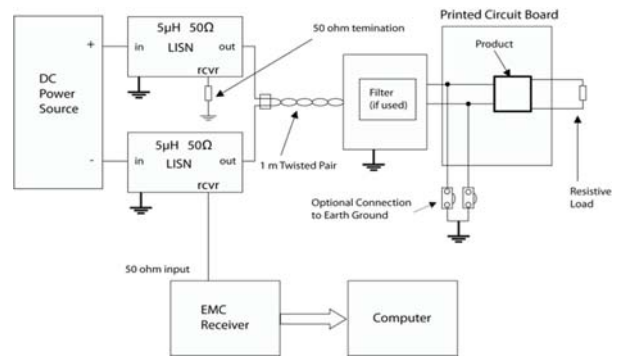 Printed Circuit Board
5µH 50Ω
in
out
LISN
rcvr
50 ohm temination
Product
+
DC
Power
Source
Filter
(if used)
5µH 50Ω
-
in
out
LISN
rcvr
1 m Twisted Pair
Optional Connection
to Earth Ground
Resistive
Load
50 ohm input
EMC
Receiver
Computer